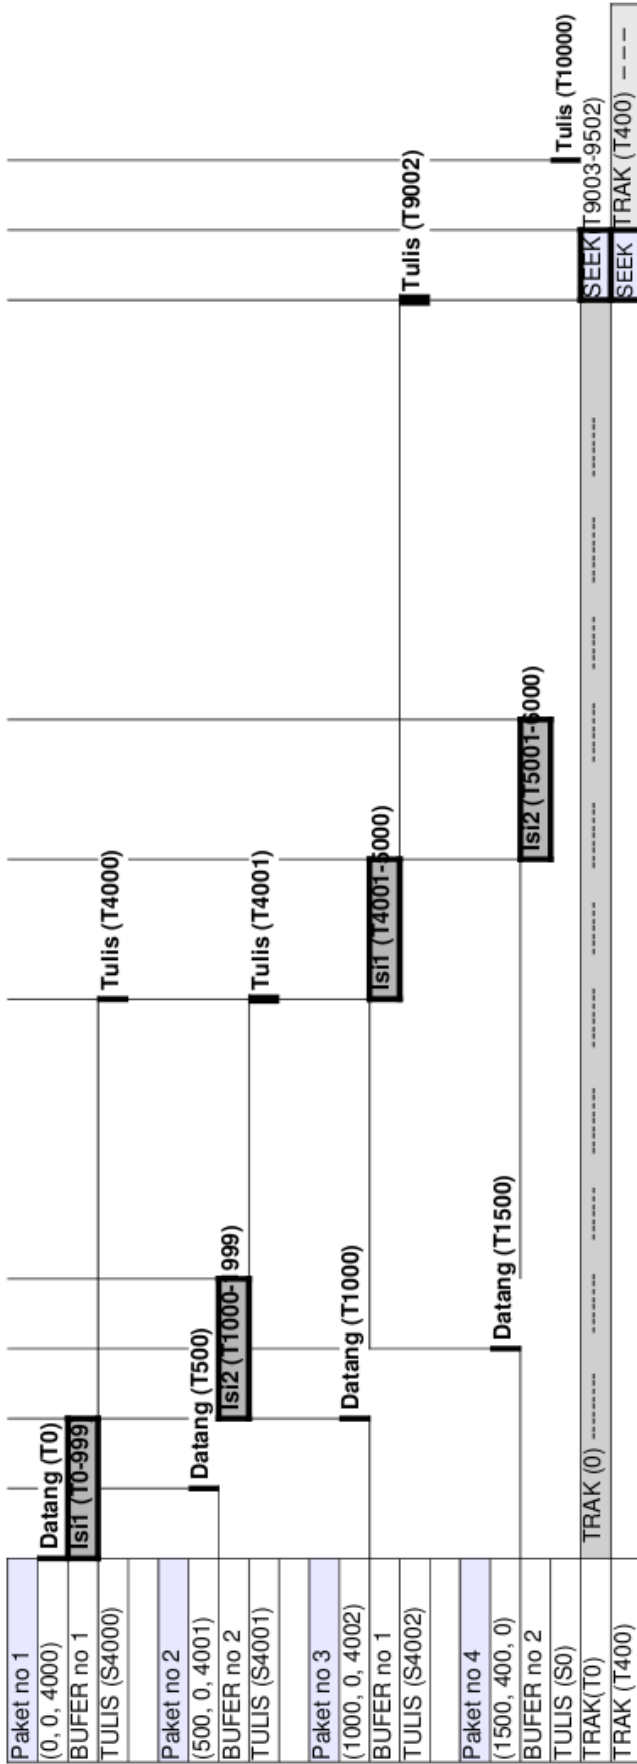 Paket no 1
(0, 0, 4000) Datang (T0)
BUFER no 1 Isi1 (T0-999
TULIS (S4000) Tulis (T4000)
Paket no 2
(500, 0, 4001) Datang (T500)
BUFER no 2 Isi2 (T1000-1999)
TULIS (S4001) Tulis (T4001)
Paket no 3
(1000, 0, 4002) Datang (T1000)
BUFER no 1 Isi1 (T4001-5000)
TULIS (S4002) Tulis (T9002)
Paket no 4
(1500, 400, 0) Datang (T1500)
BUFER no 2 Isi2 (T5001-6000)
TULIS (S0) Tulis (T10000)
TRAK(T0) TRAK (0) SEEK (T9003-9502)
TRAK (T400) SEEK TRAK (T400)